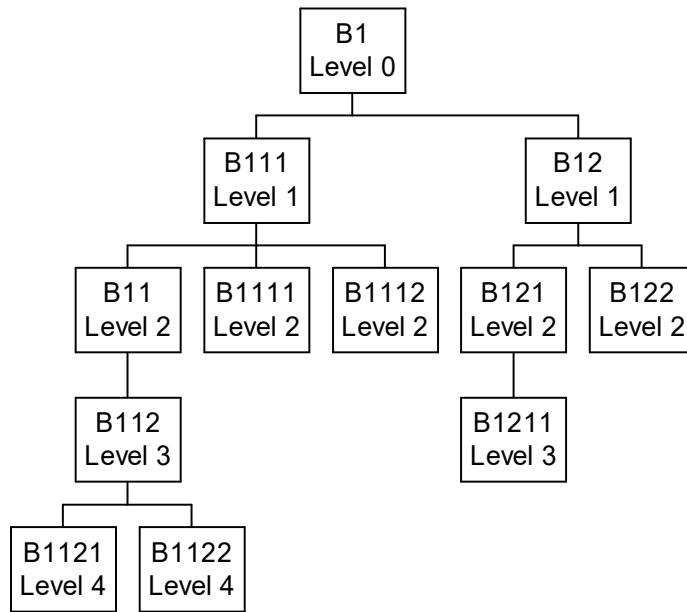 B1
Level 0
B111
Level 1
B12
Level 1
B11
Level 2
B1111
Level 2
B1112
Level 2
B121
Level 2
B122
Level 2
B112
Level 3
B1211
Level 3
B1121
Level 4
B1122
Level 4